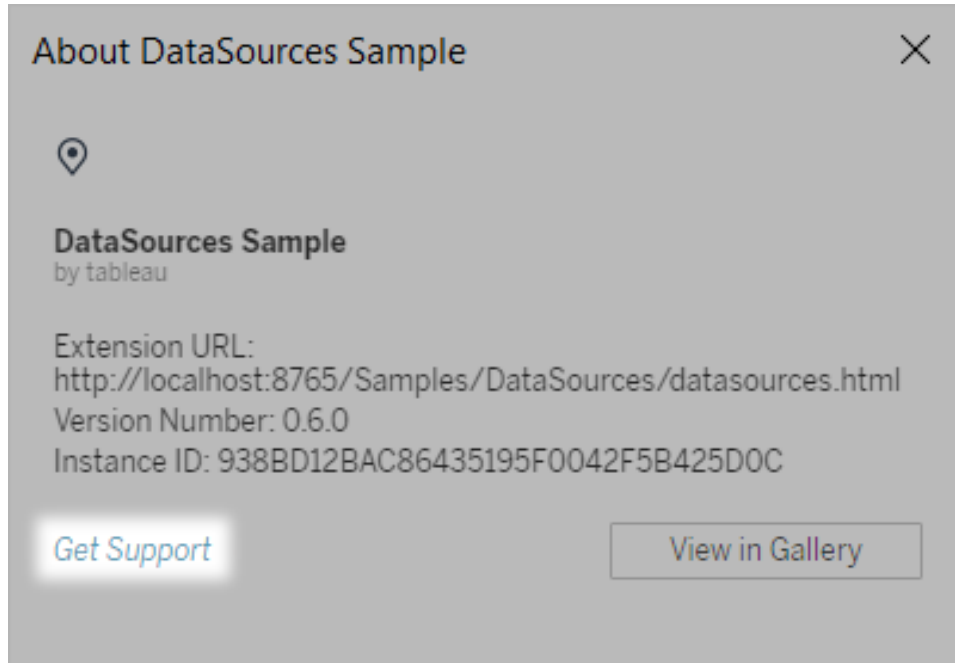 About DataSources Sample
DataSources Sample
by tableau
Extension URL:
http://localhost:8765/Samples/DataSources/datasources.html
Version Number: 0.6.0
Instance ID: 938BD12BAC86435195F0042F5B425D0C
Get Support
View in Gallery